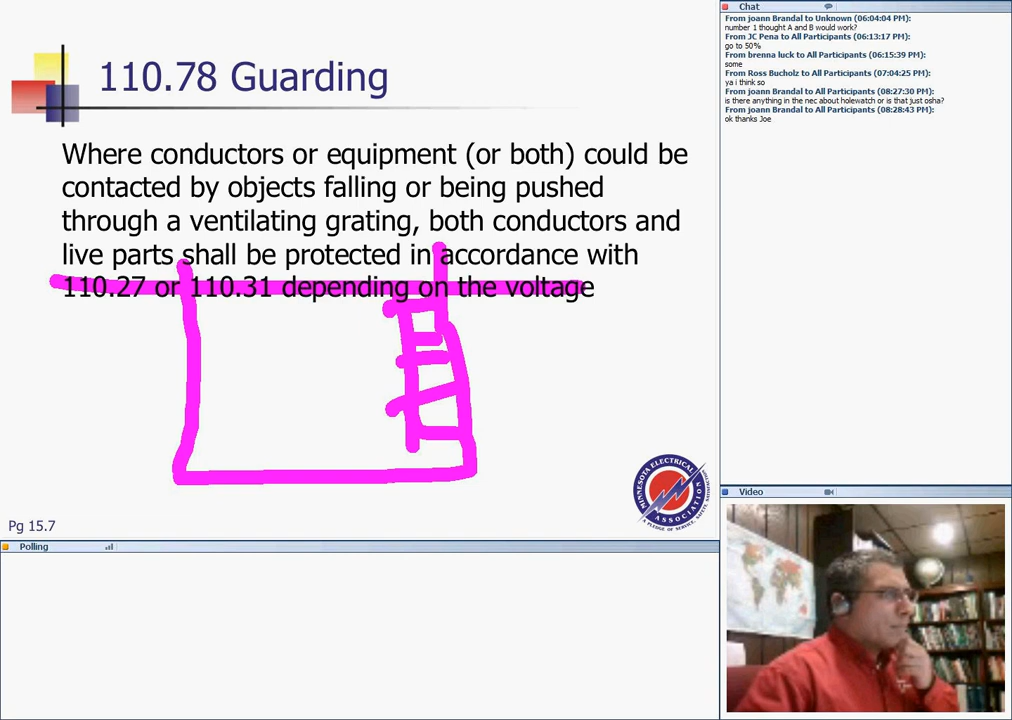 110.78 Guarding
Where conductors or equipment (or both) could be
contacted by objects falling or being pushed
through a ventilating grating, both conductors and
live parts shall be protected in accordance with
110.27 or 110.31 depending on the voltage
MINNESOTA ELECTRICAL
ASSOCIATION
Pg 15.7
Polling
Chat
From joann Brandal to Unknown (06:04:04 PM):
number 1 thought A and B would work?
From JC Pena to All Participants (06:13:17 PM):
go to 50%
From brenna luck to All Participants (06:15:39 PM):
some
From Ross Bucholz to All Participants (07:04:25 PM):
ya i think so
From joann Brandal to All Participants (08:27:30 PM):
is there anything in the nec about holewatch or is that just osha?
From joann Brandal to All Participants (08:28:43 PM):
ok thanks Joe
Video